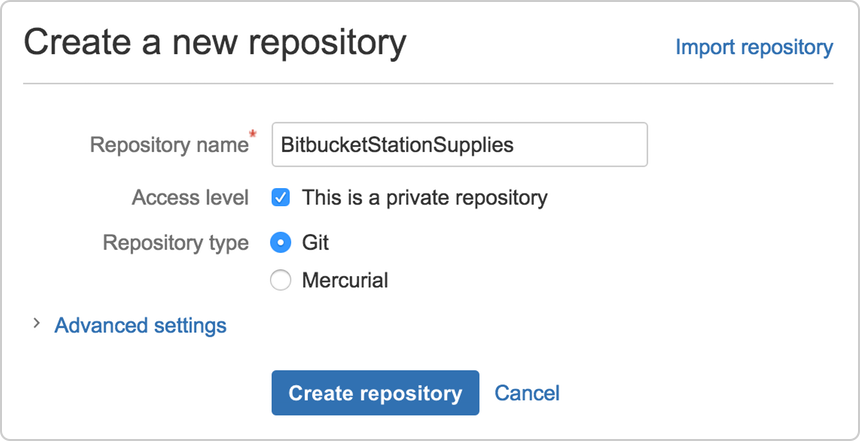 Create a new repository
Import repository
Repository name*
BitbucketStationSupplies
Access level
This is a private repository
Repository type
Git
Mercurial
Advanced settings
Create repository
Cancel